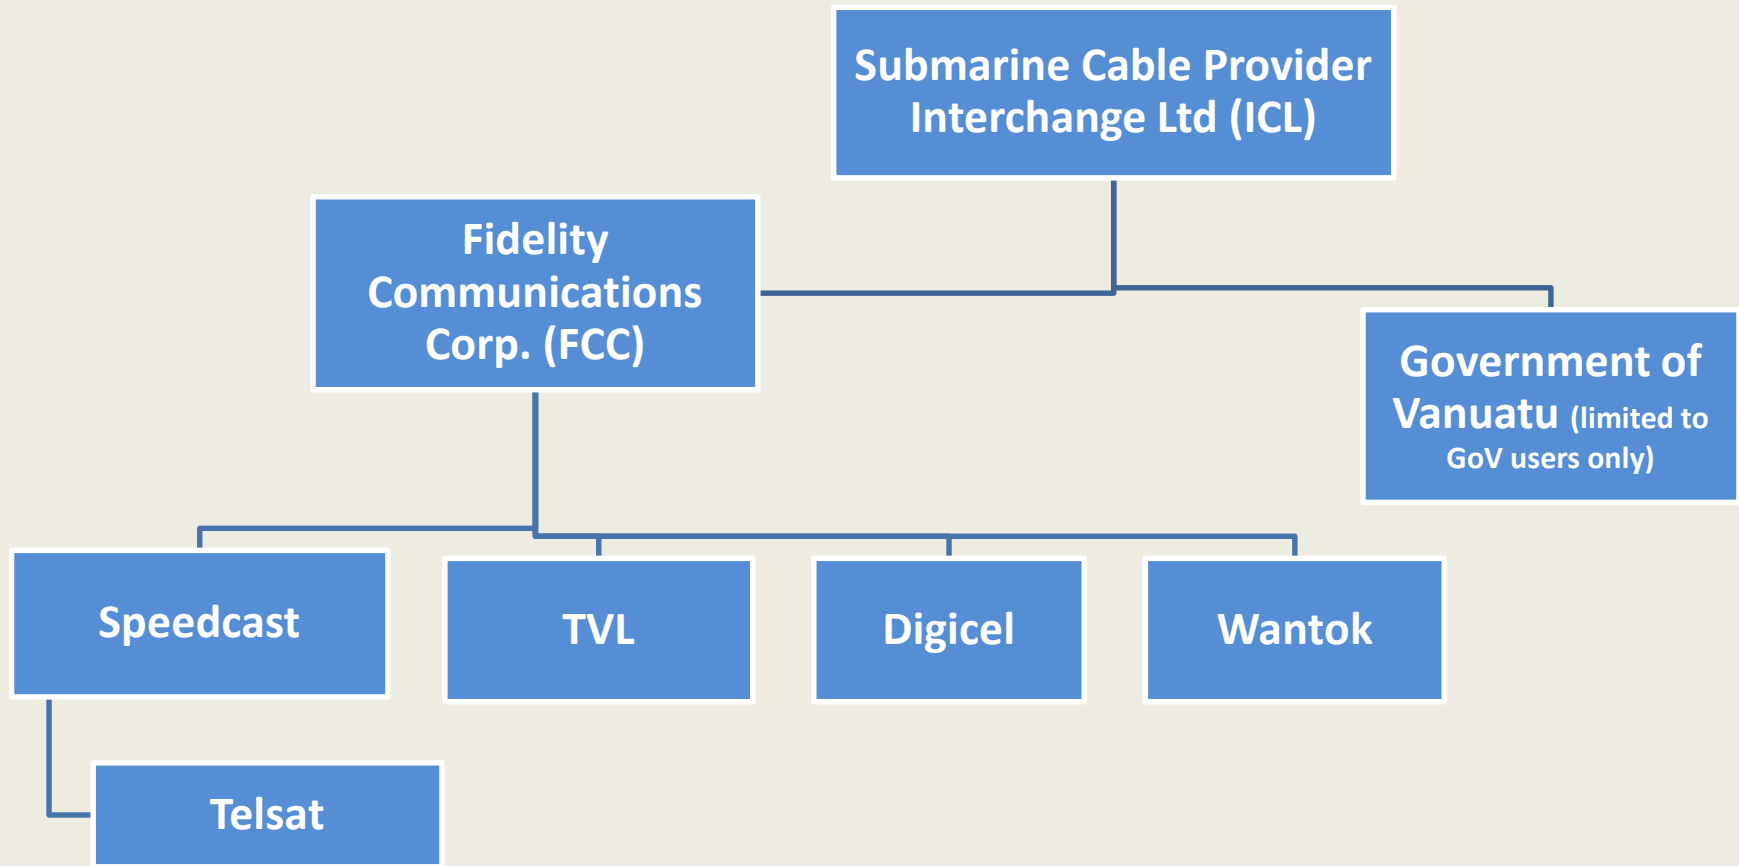 Submarine Cable Provider
Interchange Ltd (ICL)
Fidelity
Communications
Corp. (FCC)
Government of
Vanuatu (limited to
GoV users only)
Speedcast
TVL
Digicel
Wantok
Telsat